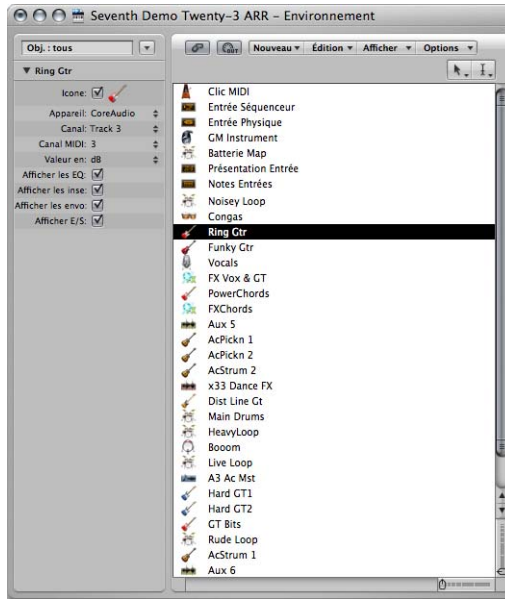 Seventh Demo Twenty-3 ARR – Environnement
Obj. : tous
Ring Gtr
Icone:
Appareil: CoreAudio
Canal: Track 3
Canal MIDI: 3
Valeur en: dB
Afficher les EQ:
Afficher les inse:
Afficher les envo:
Afficher E/S:
OUT
Nouveau
Édition
Afficher
Options
Clic MIDI
Entrée Séquenceur
Entrée Physique
GM Instrument
Batterie Map
Présentation Entrée
Notes Entrées
Noisey Loop
Congas
Ring Gtr
Funky Gtr
Vocals
FX Vox & GT
PowerChords
FXChords
Aux 5
AcPickn 1
AcPickn 2
AcStrum 2
x33 Dance FX
Dist Line Gt
Main Drums
HeavyLoop
Booom
Live Loop
A3 Ac Mst
Hard GT1
Hard GT2
GT Bits
Rude Loop
AcStrum 1
Aux 6